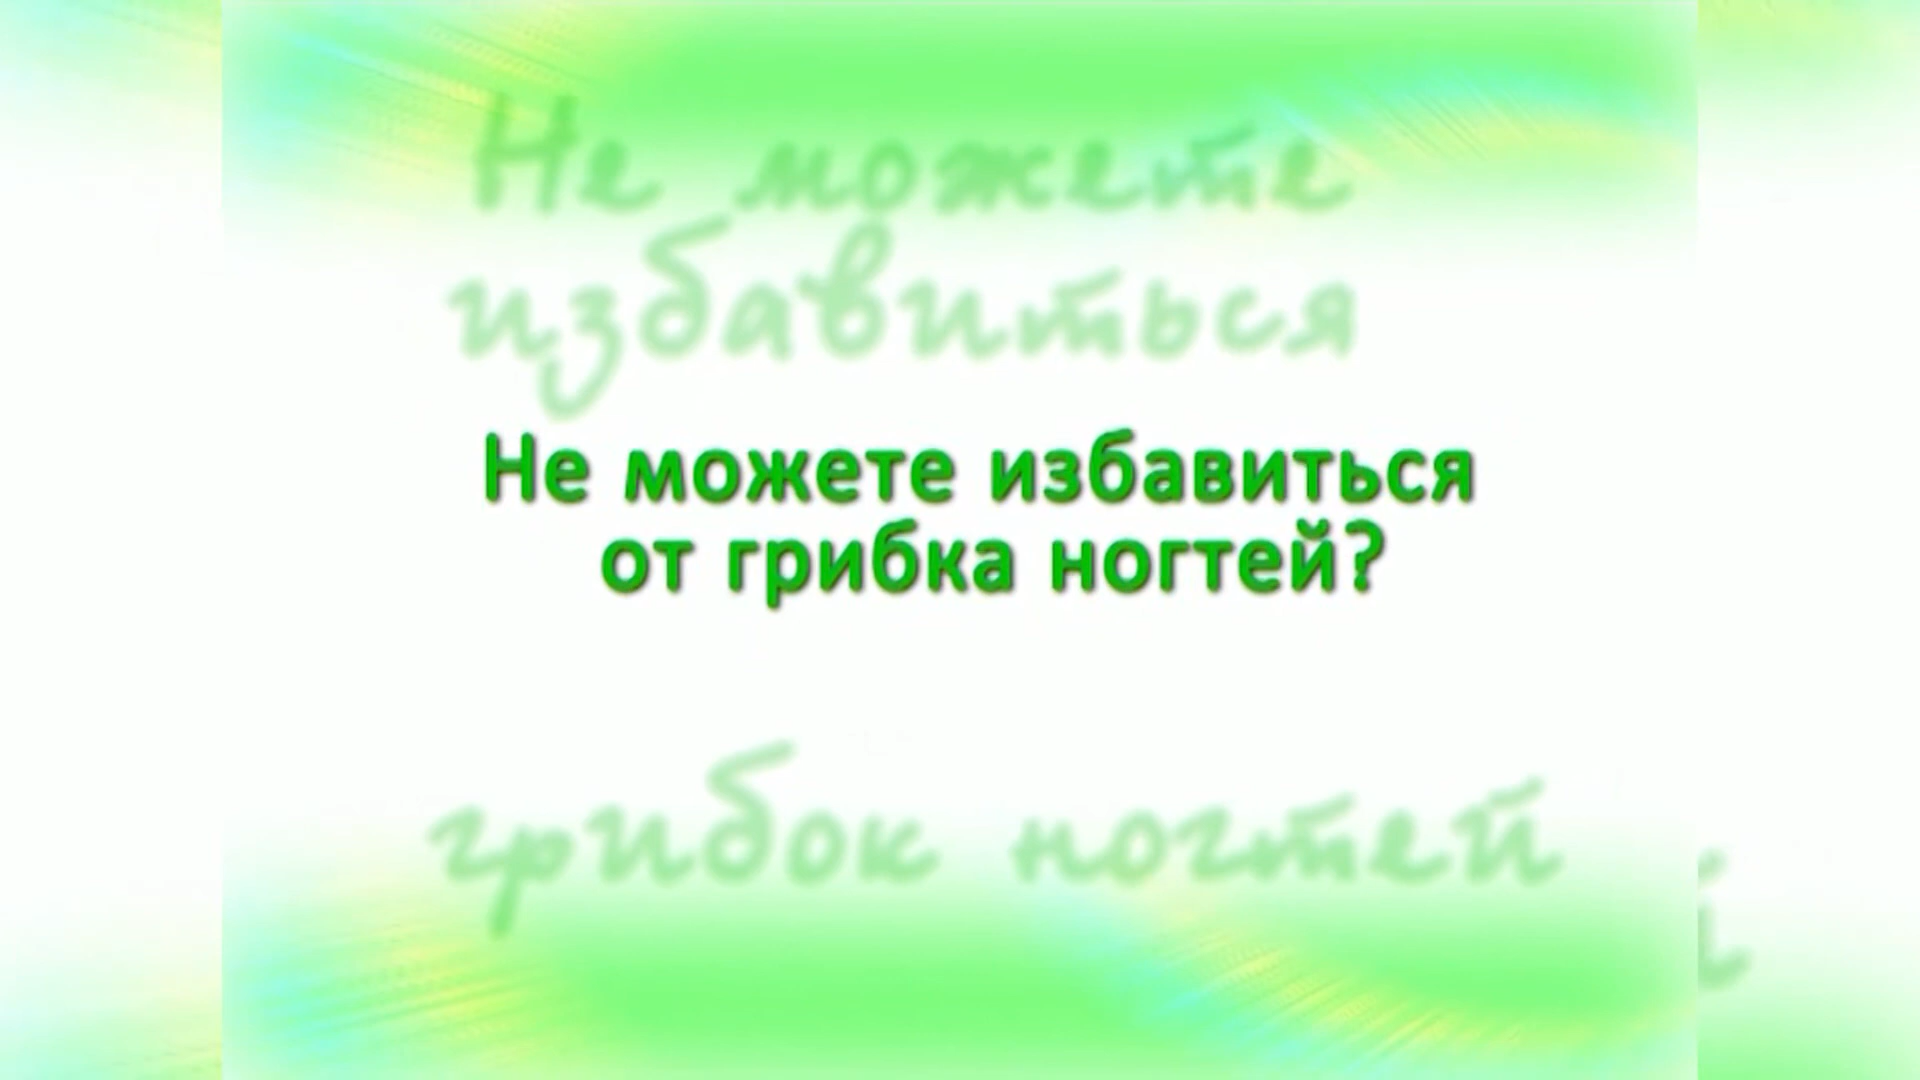 Не можете
избавиться
Не можете избавиться
от грибка ногтей?
грибок ногтей